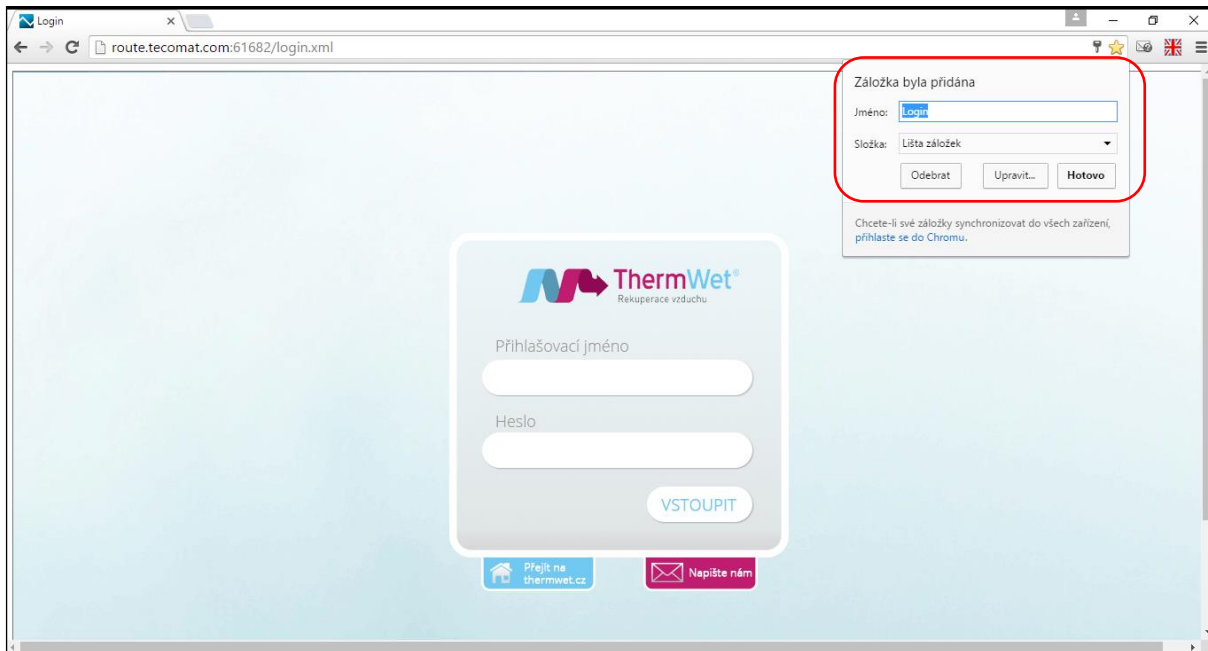 Login
route.tecomat.com:61682/login.xml
Záložka byla přidána
Jméno: Login
Složka: Lišta záložek
Odebrat Upravit... Hotovo
Chcete-li své záložky synchronizovat do všech zařízení,
přihlaste se do Chromu.
ThermWet®
Rekuperace vzduchu
Přihlašovací jméno
Heslo
VSTOUPIT
Přejít na
thermwet.cz
Napište nám